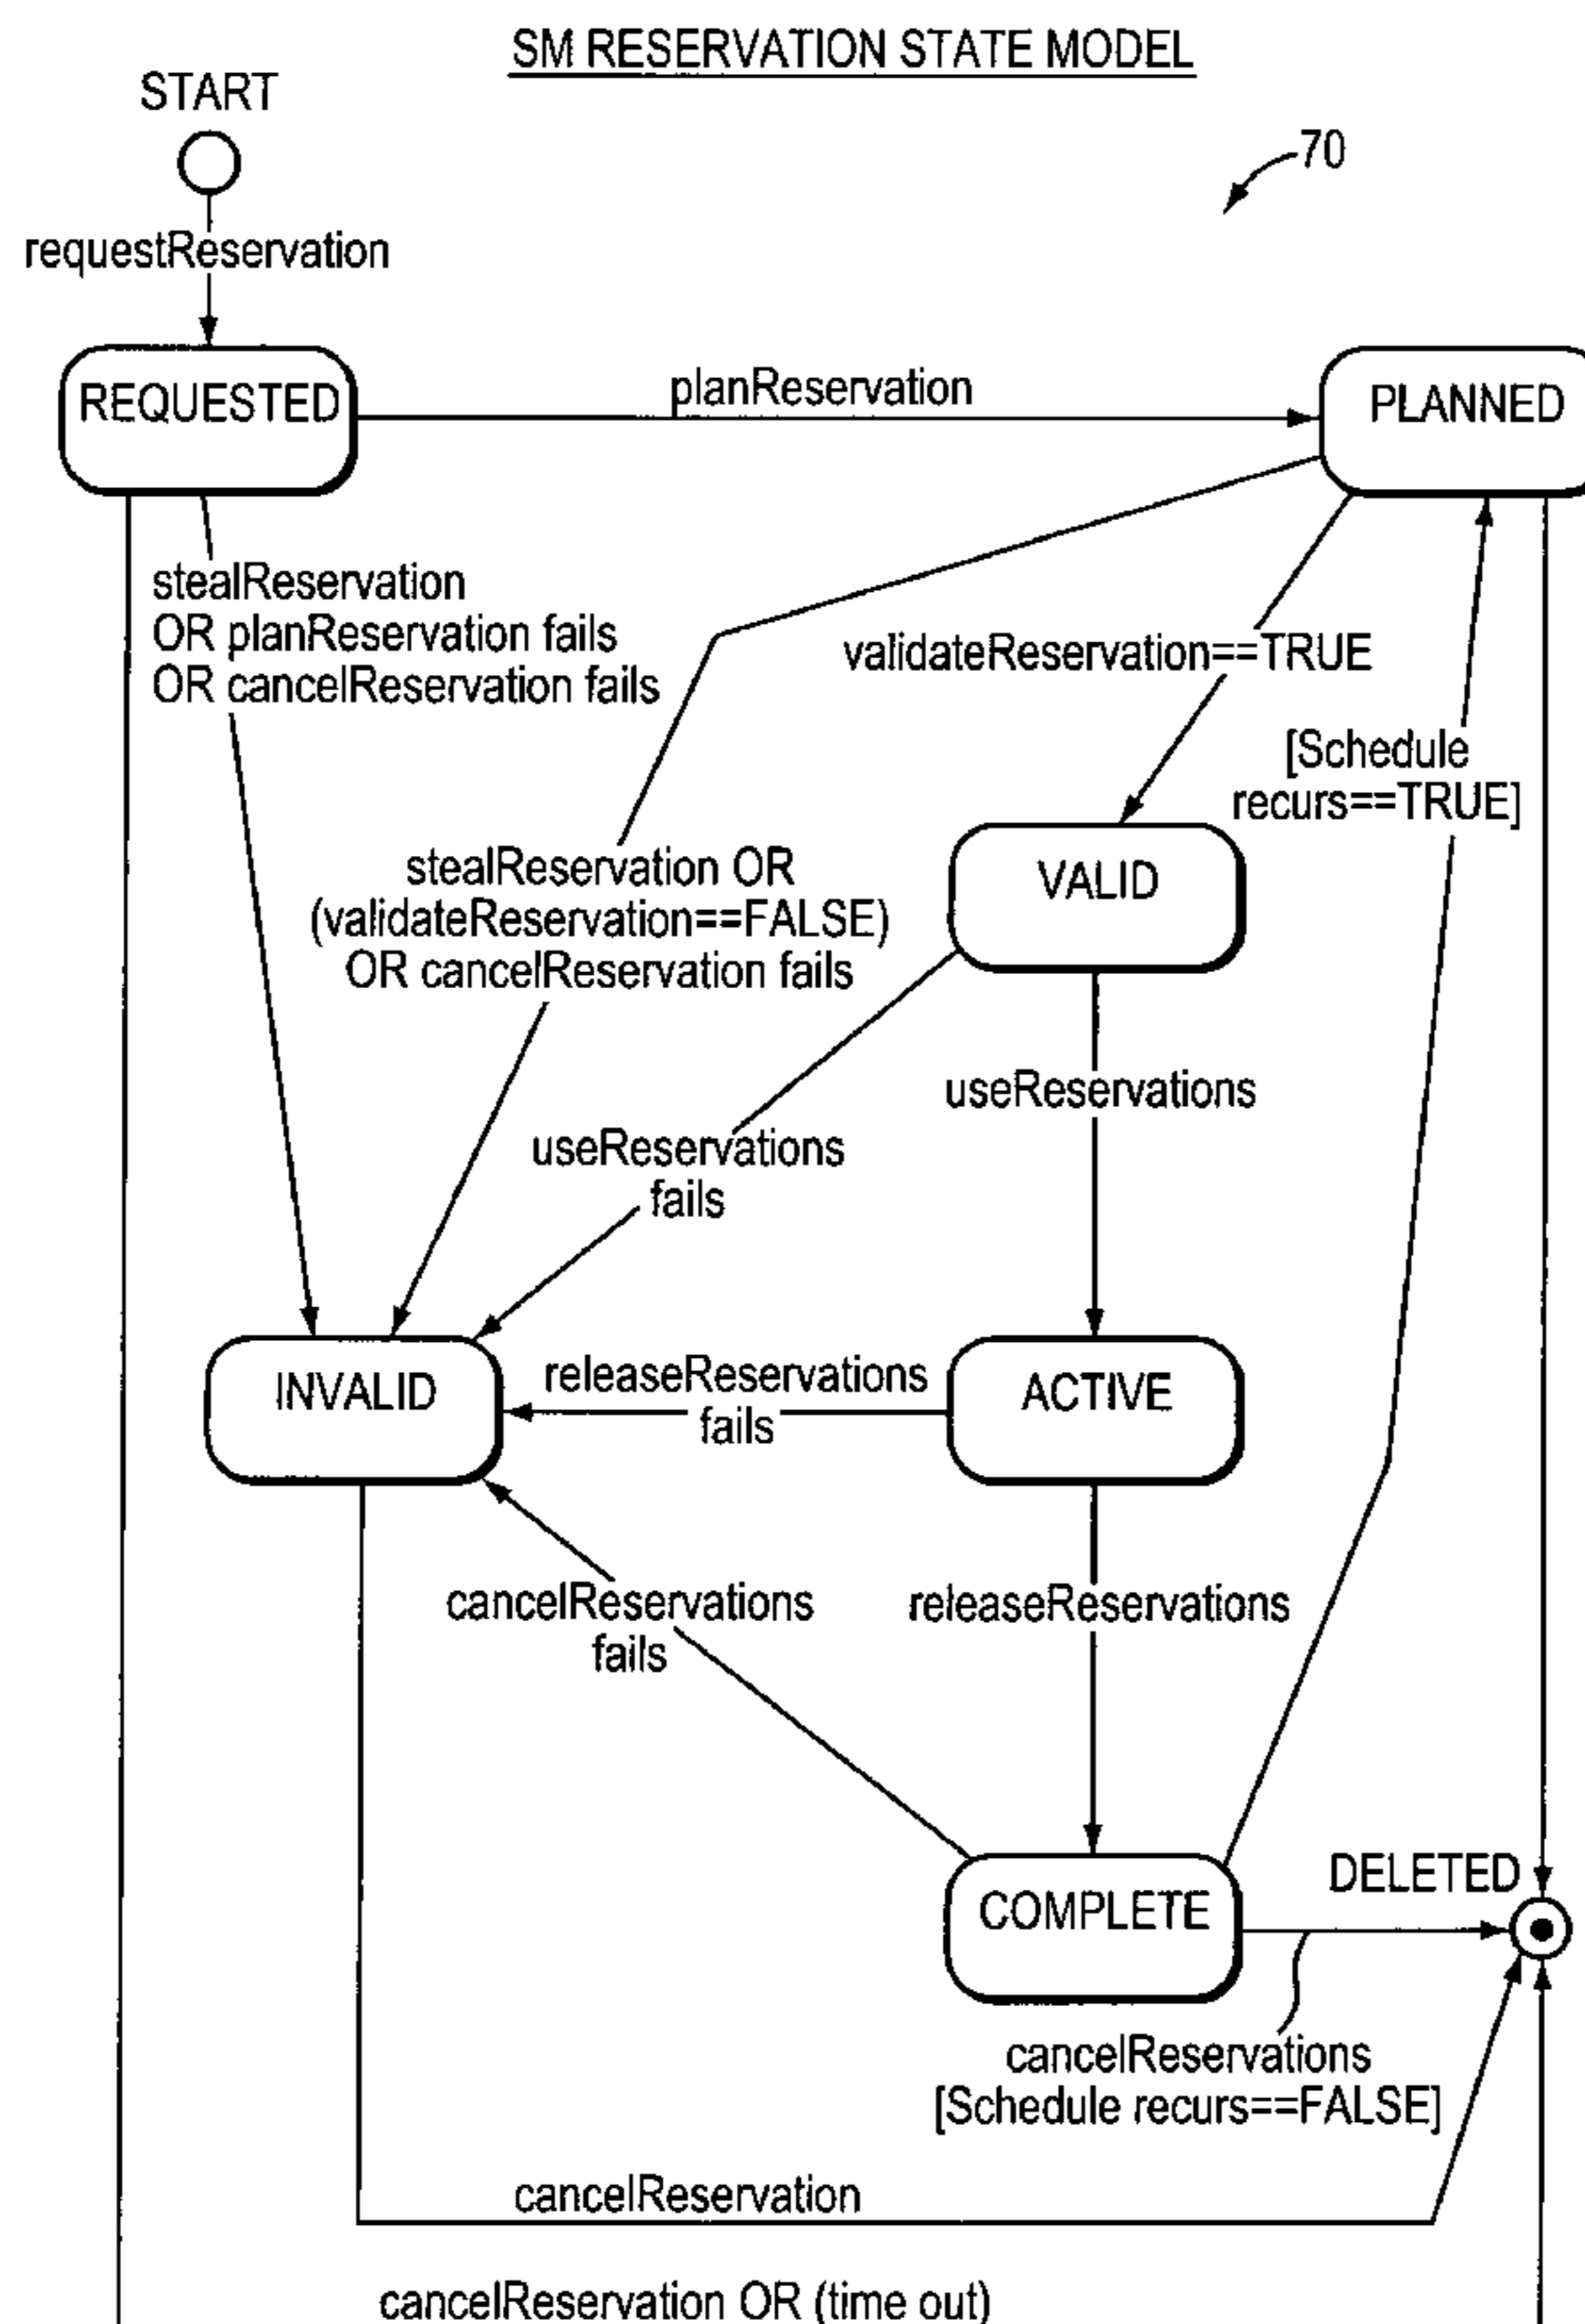 SM RESERVATION STATE MODEL
START
70
requestReservation
REQUESTED
planReservation
PLANNED
stealReservation
OR planReservation fails
OR cancelReservation fails
validateReservation==TRUE
[Schedule
recurs==TRUE]
stealReservation OR
(validateReservation==FALSE)
OR cancelReservation fails
VALID
useReservations
useReservations
fails
INVALID
releaseReservations
fails
ACTIVE
cancelReservations
fails
releaseReservations
DELETED
COMPLETE
cancelReservations
[Schedule recurs==FALSE]
cancelReservation
cancelReservation OR (time out)